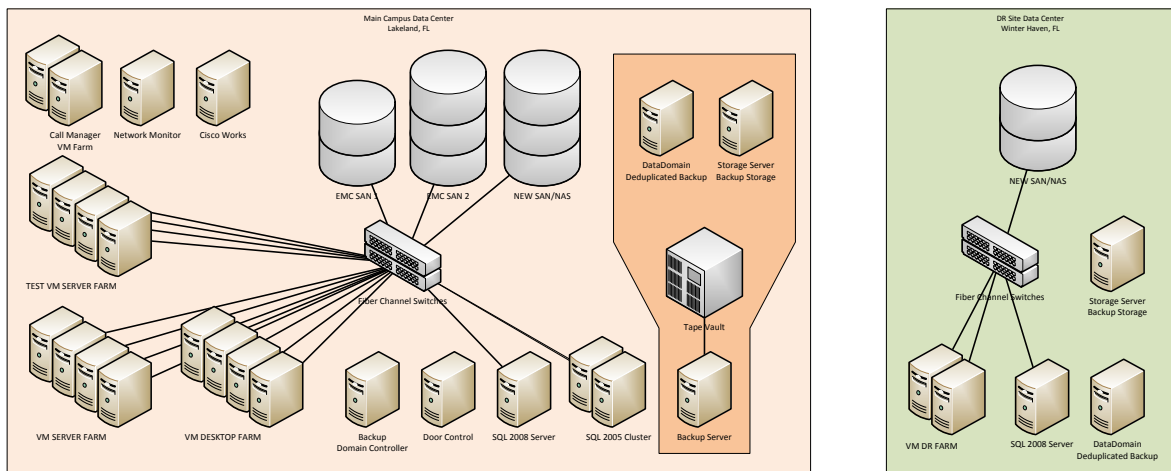 Main Campus Data Center
Lakeland, FL
DR Site Data Center
Winter Haven, FL
Call Manager
VM Farm
Network Monitor
Cisco Works
EMC SAN 1
EMC SAN 2
NEW SAN/NAS
DataDomain
Deduplicated Backup
Storage Server
Backup Storage
NEW SAN/NAS
TEST VM SERVER FARM
Fiber Channel Switches
Tape Vault
Fiber Channel Switches
Storage Server
Backup Storage
VM SERVER FARM
VM DESKTOP FARM
Backup
Domain Controller
Door Control
SQL 2008 Server
SQL 2005 Cluster
Backup Server
VM DR FARM
SQL 2008 Server
DataDomain
Deduplicated Backup